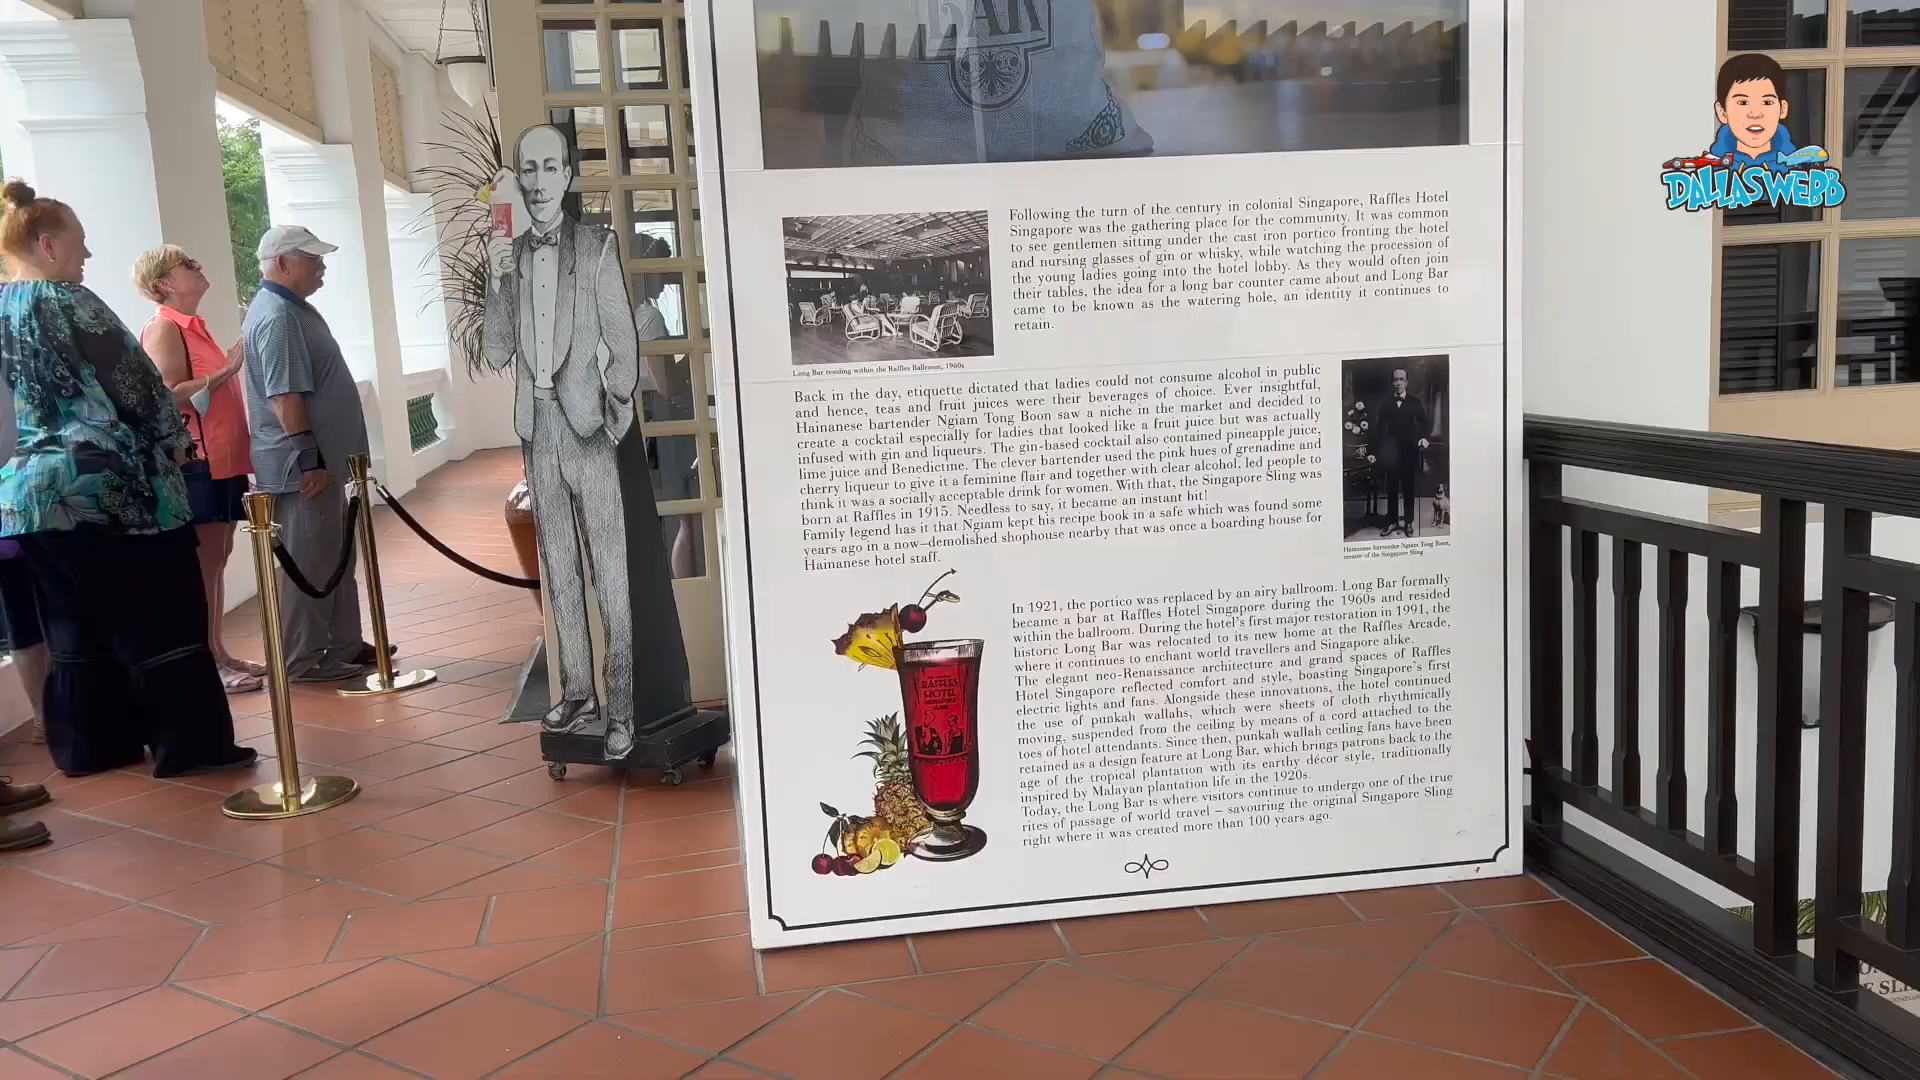 BAR
DALLASWEBB
Following the turn of the century in colonial Singapore, Raffles Hotel
Singapore was the gathering place for the community. It was common
to see gentlemen sitting under the cast iron portico fronting the hotel
and nursing glasses of gin or whisky, while watching the procession of
the young ladies going into the hotel lobby. As they would often join
their tables, the idea for a long bar counter came about and Long Bar
came to be known as the watering hole, an identity it continues to
retain.
Long Bar residing within the Raffles Ballroom, 1960s
Back in the day, etiquette dictated that ladies could not consume alcohol in public
and hence, teas and fruit juices were their beverages of choice. Ever insightful,
Hainanese bartender Ngiam Tong Boon saw a niche in the market and decided to
create a cocktail especially for ladies that looked like a fruit juice but was actually
infused with gin and liqueurs. The gin-based cocktail also contained pineapple juice,
lime juice and Benedictine. The clever bartender used the pink hues of grenadine and
cherry liqueur to give it a feminine flair and together with clear alcohol, led people to
think it was a socially acceptable drink for women. With that, the Singapore Sling was
born at Raffles in 1915. Needless to say, it became an instant hit!
Family legend has it that Ngiam kept his recipe book in a safe which was found some
years ago in a now–demolished shophouse nearby that was once a boarding house for
Hainanese hotel staff.
Hainanese bartender Ngiam Tong Boon,
creator of the Singapore Sling
In 1921, the portico was replaced by an airy ballroom. Long Bar formally
became a bar at Raffles Hotel Singapore during the 1960s and resided
within the ballroom. During the hotel's first major restoration in 1991, the
historic Long Bar was relocated to its new home at the Raffles Arcade,
where it continues to enchant world travellers and Singapore alike.
The elegant neo-Renaissance architecture and grand spaces of Raffles
Hotel Singapore reflected comfort and style, boasting Singapore's first
electric lights and fans. Alongside these innovations, the hotel continued
the use of punkah wallahs, which were sheets of cloth rhythmically
moving, suspended from the ceiling by means of a cord attached to the
toes of hotel attendants. Since then, punkah wallah ceiling fans have been
retained as a design feature at Long Bar, which brings patrons back to the
age of the tropical plantation with its earthy décor style, traditionally
inspired by Malayan plantation life in the 1920s.
Today, the Long Bar is where visitors continue to undergo one of the true
rites of passage of world travel – savouring the original Singapore Sling
right where it was created more than 100 years ago.
RAFFLES
HOTEL
SINGAPORE